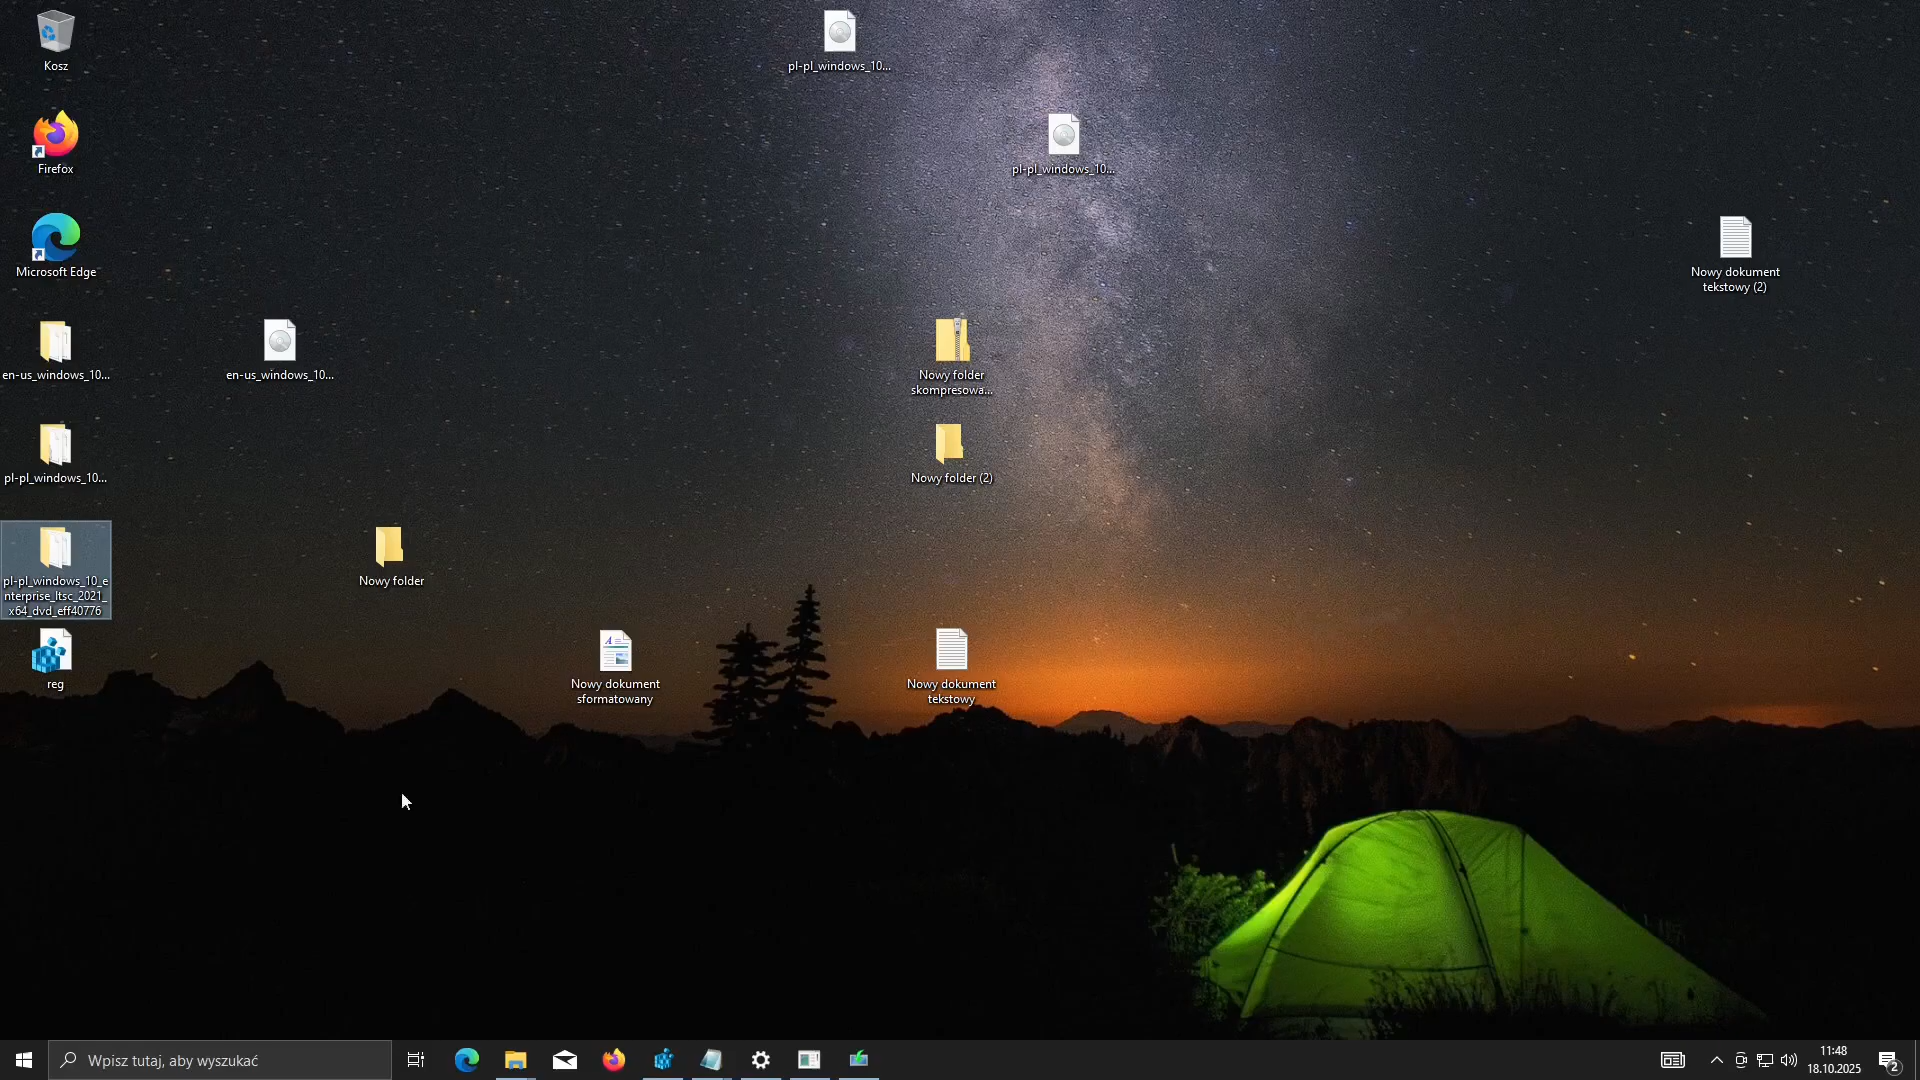 Kosz
pl-pl_windows_10...
Firefox
pl-pl_windows_10...
Microsoft Edge
Nowy dokument
tekstowy (2)
en-us_windows_10...
en-us_windows_10...
Nowy folder
skompresowa...
pl-pl_windows_10...
Nowy folder (2)
pl-pl_windows_10_e
nterprise_ltsc_2021_
x64_dvd_eff40776
Nowy folder
reg
Nowy dokument
sformatowany
Nowy dokument
tekstowy
Wpisz tutaj, aby wyszukać
11:48
18.10.2025
2